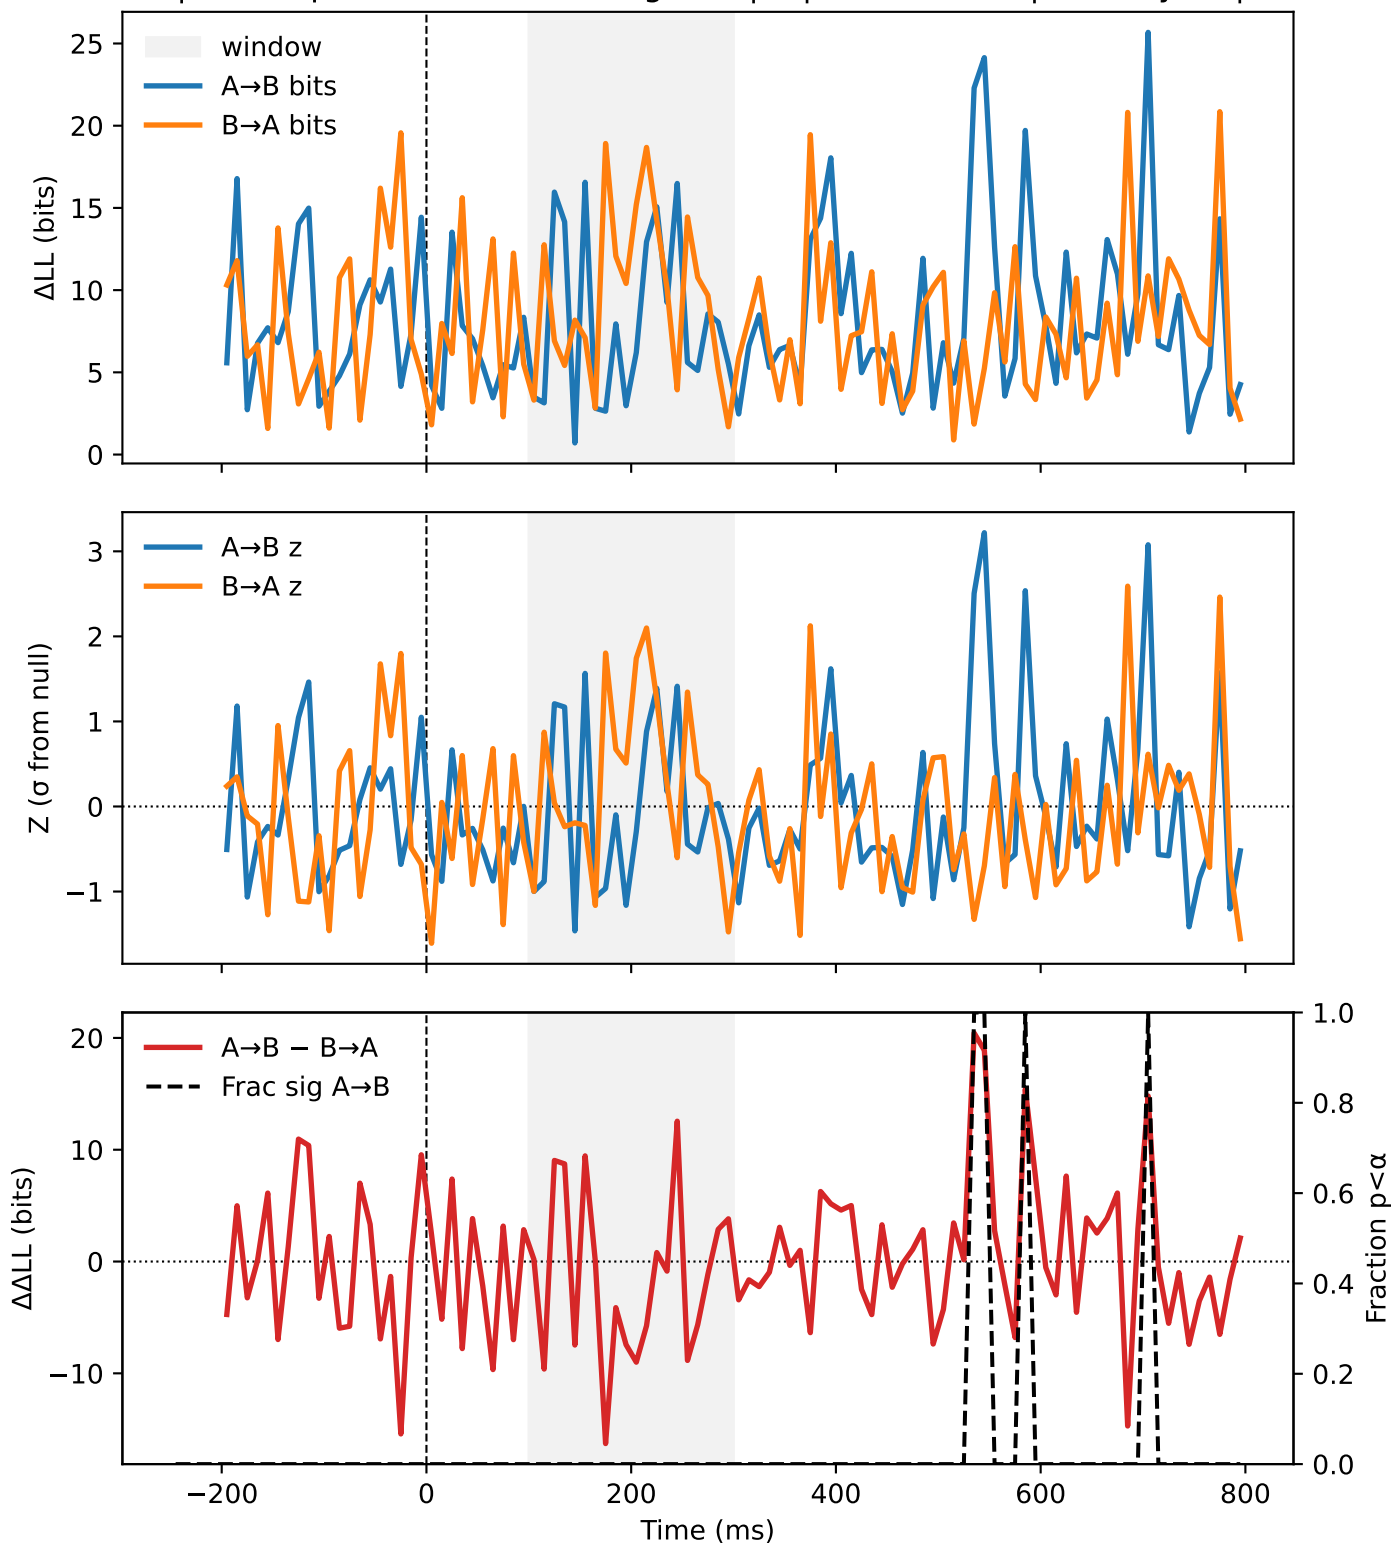 25
20
15
10
5
0
ΔLL (bits)
window
A→B bits
B→A bits
3
2
1
0
−1
Z (σ from null)
A→B z
B→A z
20
10
0
−10
ΔΔLL (bits)
A→B − B→A
Frac sig A→B
1.0
0.8
0.6
0.4
0.2
0.0
Fraction p<α
−200
0
200
400
600
800
Time (ms)